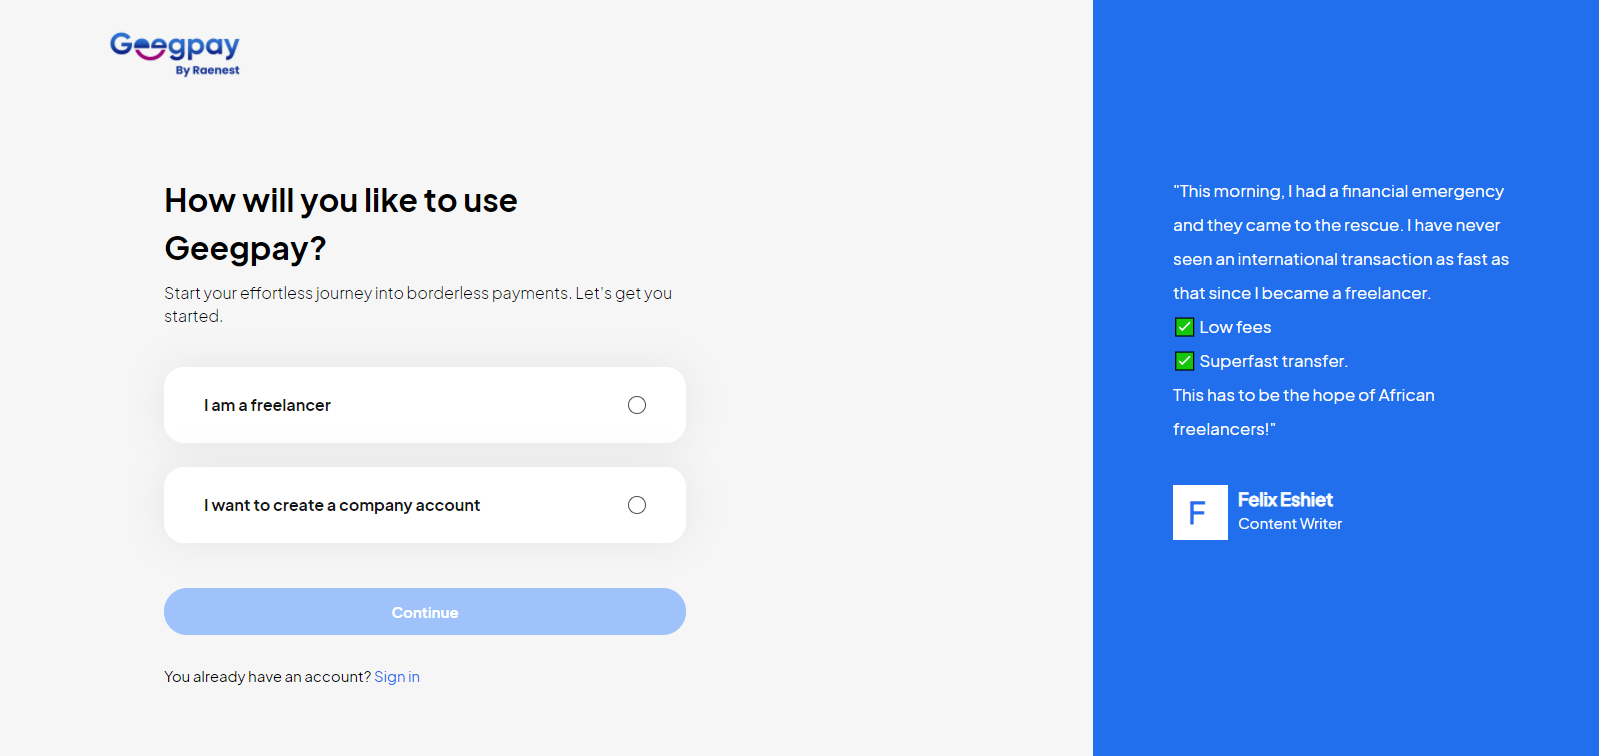 Geegpay
By Raenest
How will you like to use
Geegpay?
Start your effortless journey into borderless payments. Let's get you
started.
I am a freelancer
I want to create a company account
Continue
You already have an account? Sign in
"This morning, I had a financial emergency
and they came to the rescue. I have never
seen an international transaction as fast as
that since I became a freelancer.
✅ Low fees
✅ Superfast transfer.
This has to be the hope of African
freelancers!"
F
Felix Eshiet
Content Writer